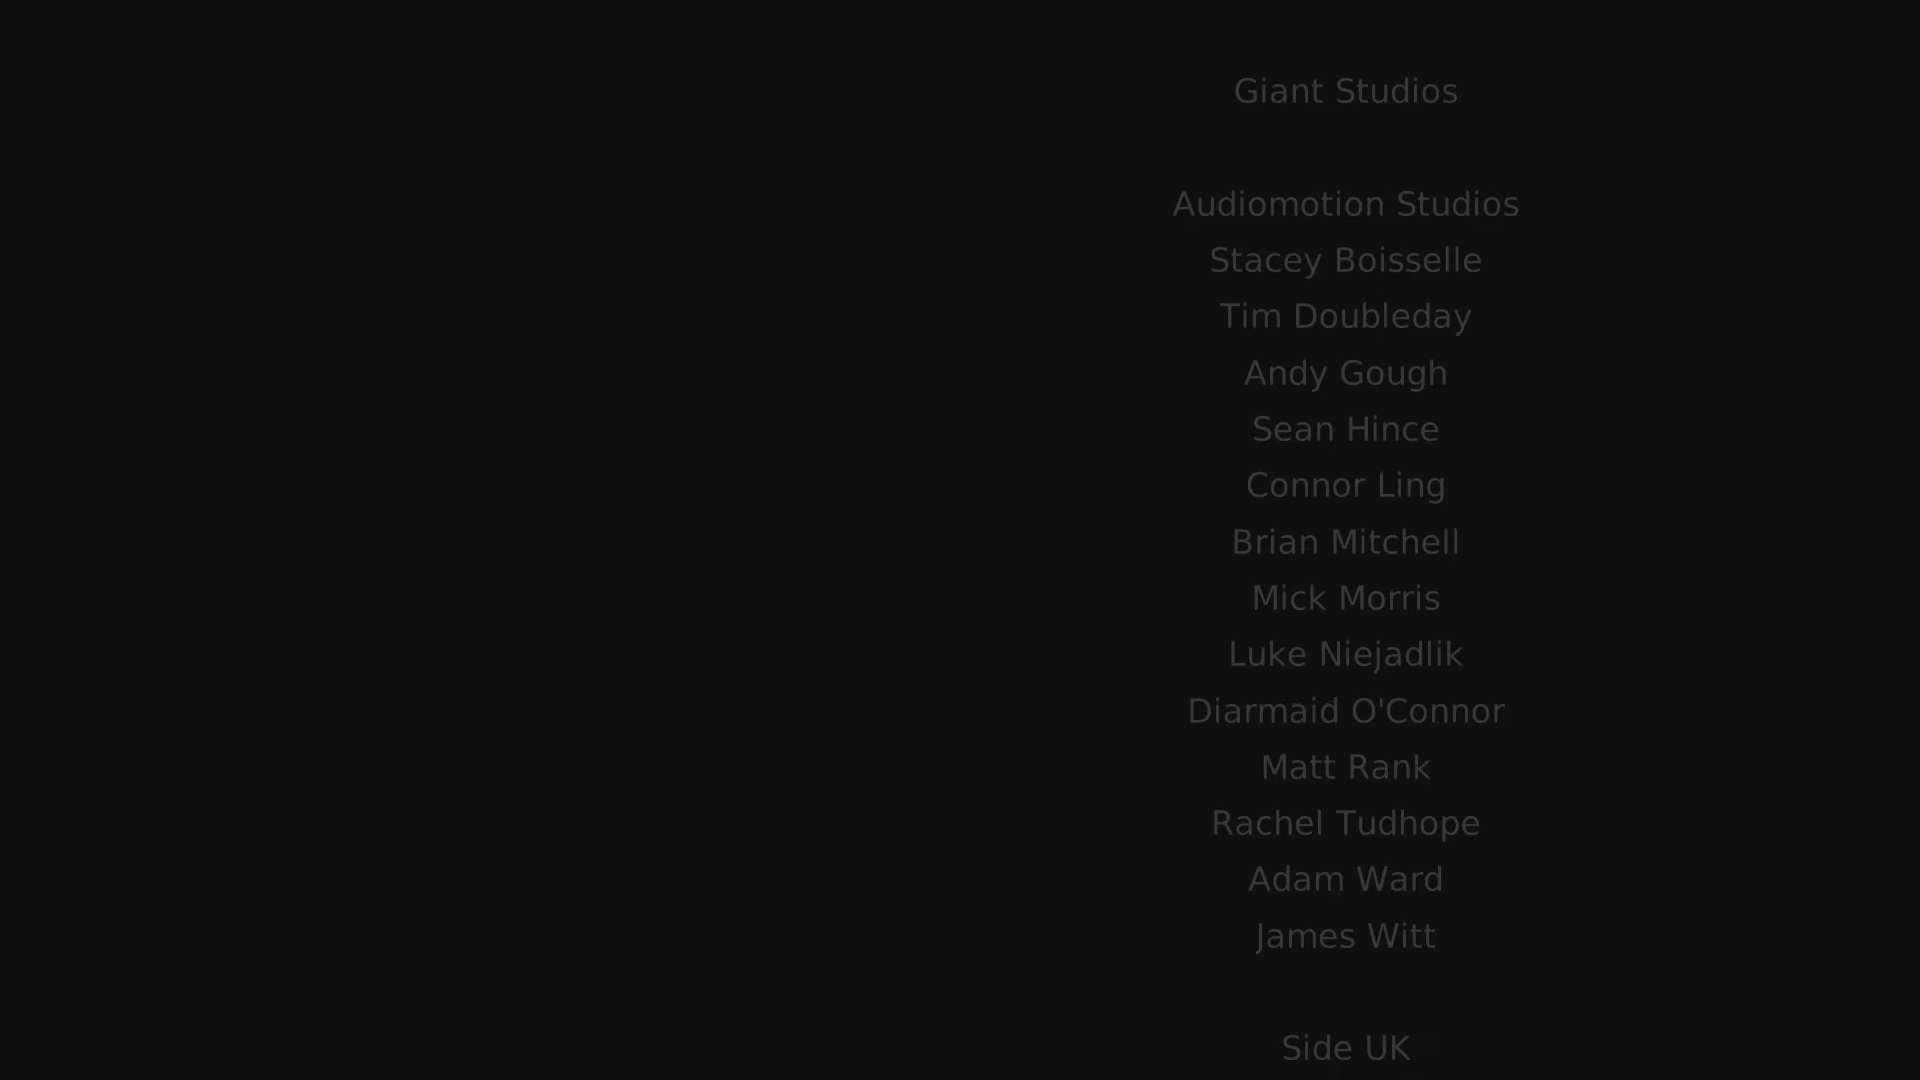 Giant Studios
Audiomotion Studios
Stacey Boisselle
Tim Doubleday
Andy Gough
Sean Hince
Connor Ling
Brian Mitchell
Mick Morris
Luke Niejadlik
Diarmaid O'Connor
Matt Rank
Rachel Tudhope
Adam Ward
James Witt
Side UK